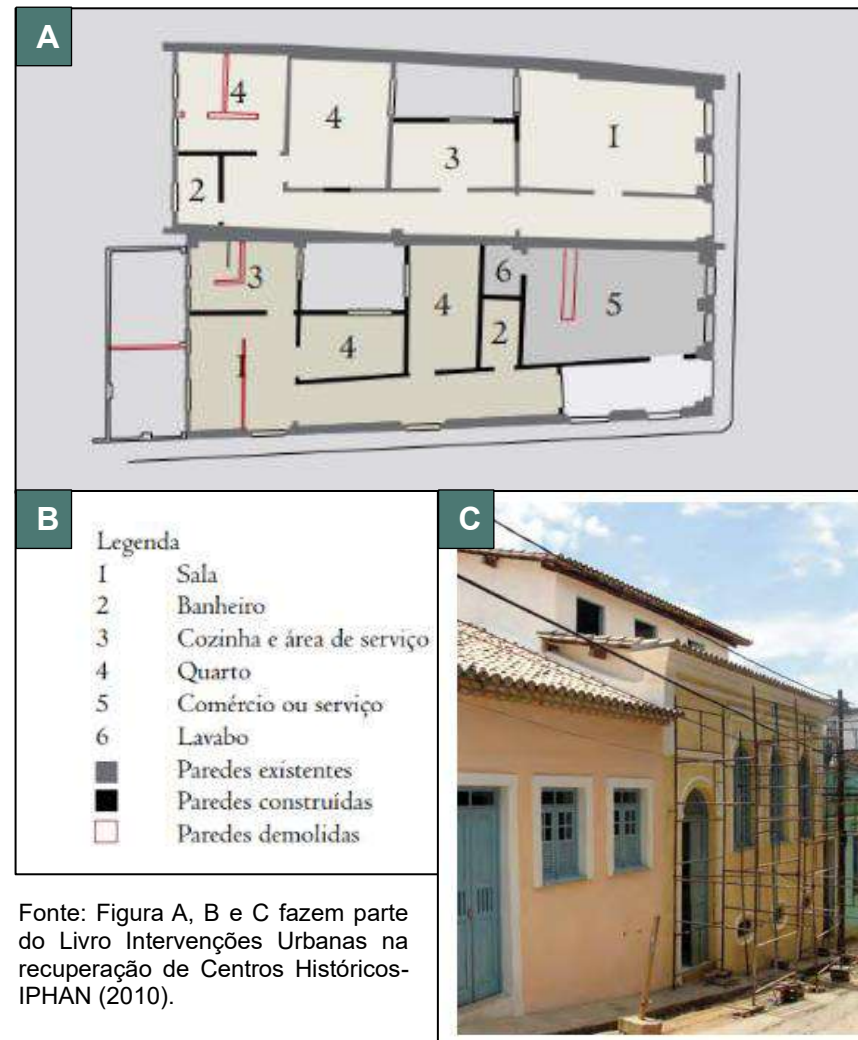 A
4
4
3
1
2
3
4
6
5
4
2
1
B
Legenda
1 Sala
2 Banheiro
3 Cozinha e área de serviço
4 Quarto
5 Comércio ou serviço
6 Lavabo
Paredes existentes
Paredes construídas
Paredes demolidas
C
Fonte: Figura A, B e C fazem parte
do Livro Intervenções Urbanas na
recuperação de Centros Históricos-
IPHAN (2010).